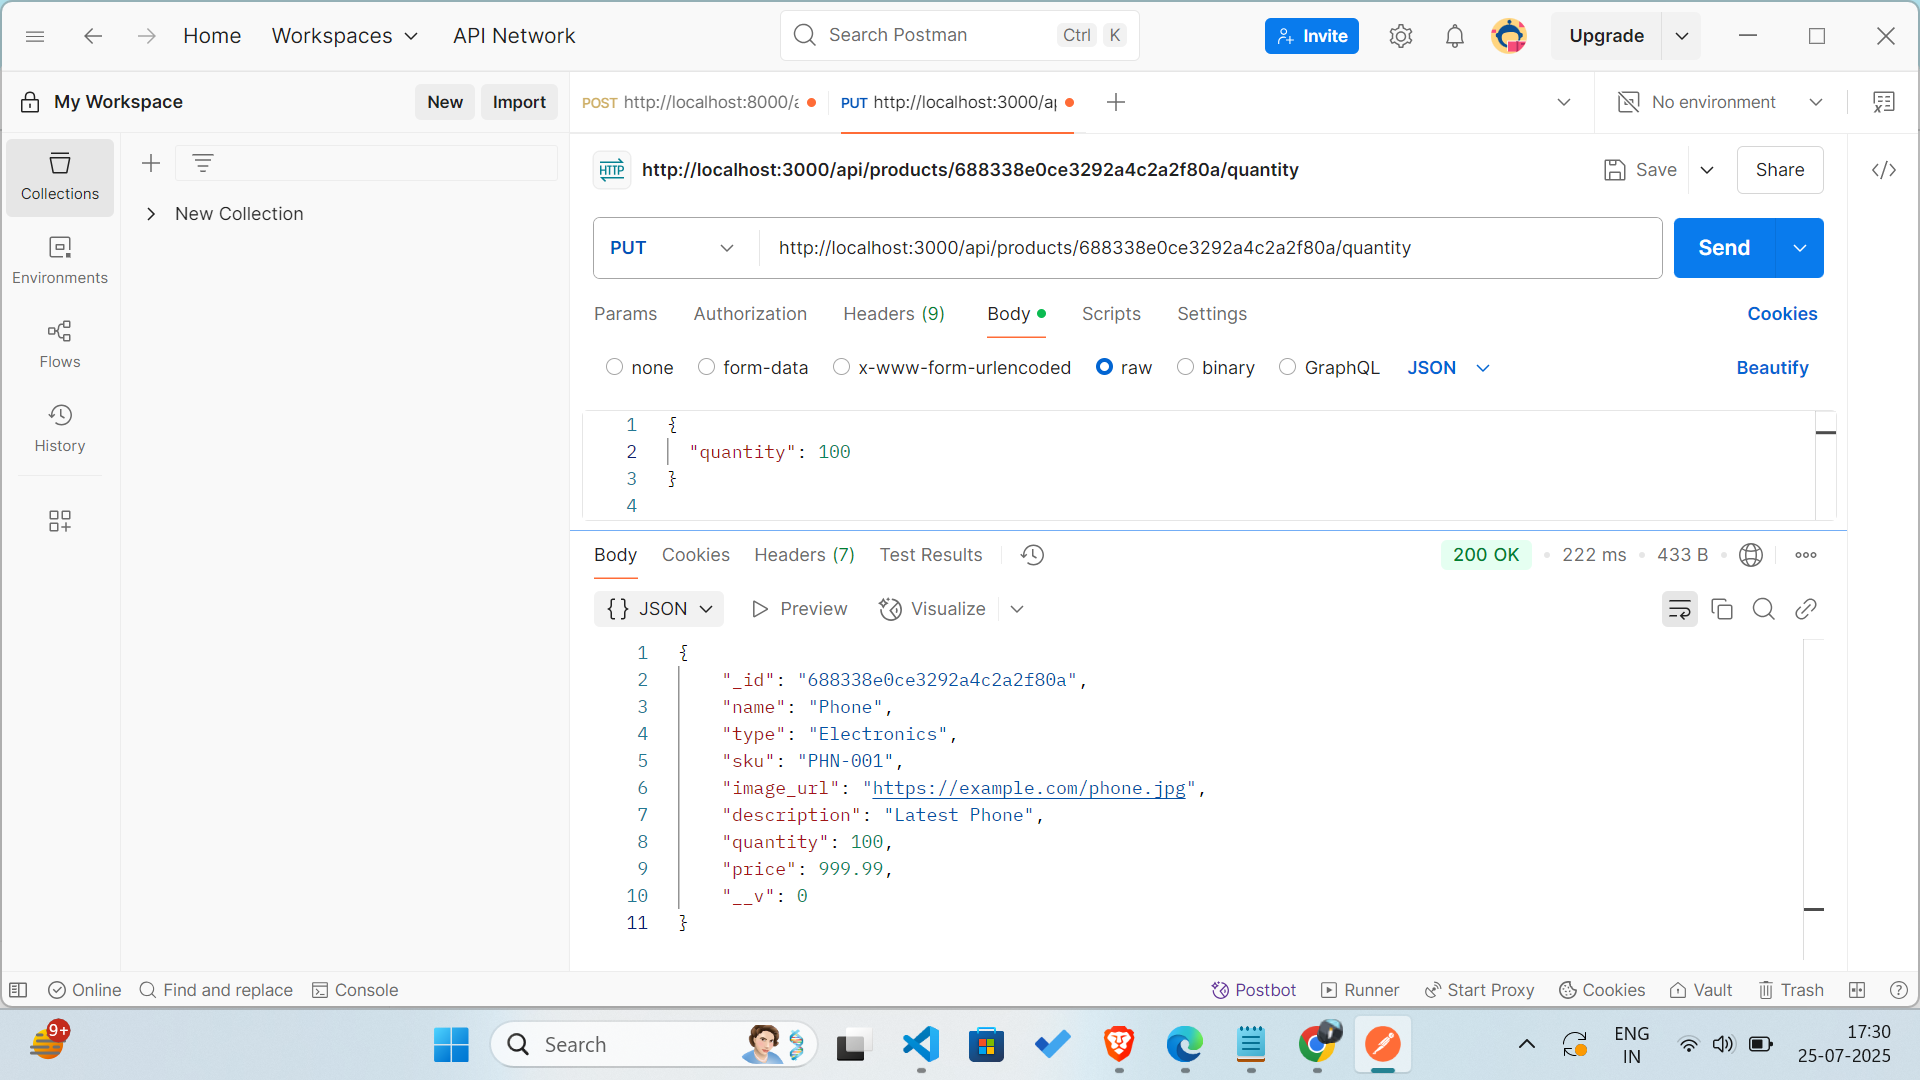 Home Workspaces API Network Search Postman Ctrl K Invite Upgrade
My Workspace New Import POST http://localhost:8000/a PUT http://localhost:3000/ap No environment
Collections
New Collection
Environments
Flows
History
HTTP http://localhost:3000/api/products/688338e0ce3292a4c2a2f80a/quantity Save Share
PUT http://localhost:3000/api/products/688338e0ce3292a4c2a2f80a/quantity Send
Params Authorization Headers (9) Body Scripts Settings Cookies
none form-data x-www-form-urlencoded raw binary GraphQL JSON Beautify
1 {
2 "quantity": 100
3 }
4
Body Cookies Headers (7) Test Results 200 OK 222 ms 433 B
{} JSON Preview Visualize
1 {
2 "_id": "688338e0ce3292a4c2a2f80a",
3 "name": "Phone",
4 "type": "Electronics",
5 "sku": "PHN-001",
6 "image_url": "https://example.com/phone.jpg",
7 "description": "Latest Phone",
8 "quantity": 100,
9 "price": 999.99,
10 "__v": 0
11 }
Online Find and replace Console Postbot Runner Start Proxy Cookies Vault Trash
9+ Search ENG 17:30
IN 25-07-2025